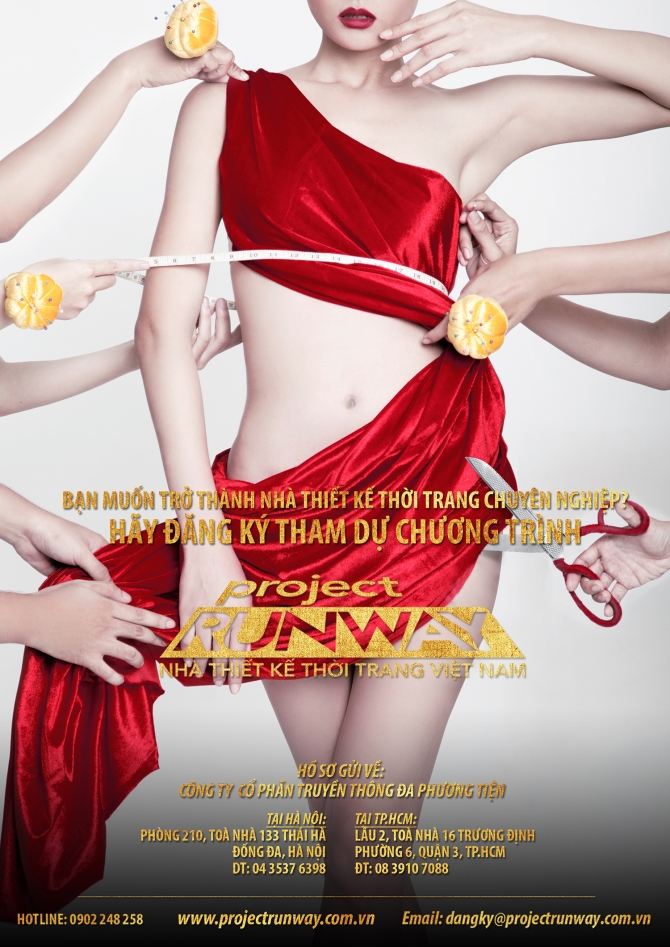 BẠN MUỐN TRỞ THÀNH NHÀ THIẾT KẾ THỜI TRANG CHUYÊN NGHIỆP?
HÃY ĐĂNG KÝ THAM DỰ CHƯƠNG TRÌNH
project
RUNWAY
NHÀ THIẾT KẾ THỜI TRANG VIỆT NAM
HỒ SƠ GỬI VỀ:
CÔNG TY CỔ PHẦN TRUYỀN THÔNG ĐA PHƯƠNG TIỆN
TẠI HÀ NỘI:
PHÒNG 210, TOÀ NHÀ 133 THÁI HÀ
ĐỐNG ĐA, HÀ NỘI
DT: 04 3537 6398
TẠI TP.HCM:
LẦU 2, TOÀ NHÀ 16 TRƯƠNG ĐỊNH
PHƯỜNG 6, QUẬN 3, TP.HCM
ĐT: 08 3910 7088
HOTLINE: 0902 248 258 www.projectrunway.com.vn Email: dangky@projectrunway.com.vn